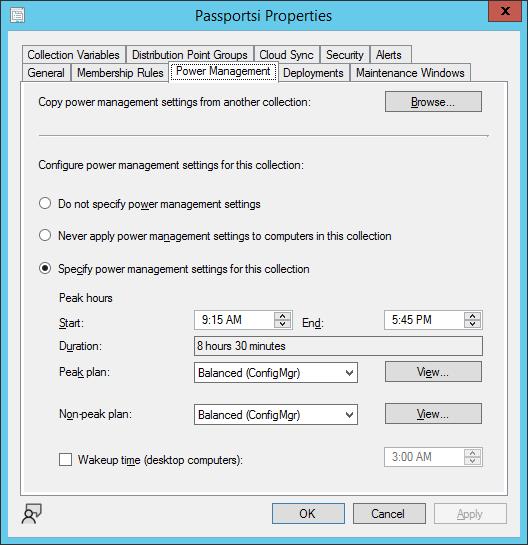 Passportsi Properties
x
Collection Variables Distribution Point Groups Cloud Sync Security Alerts
General Membership Rules Power Management Deployments Maintenance Windows
Copy power management settings from another collection: Browse...
Configure power management settings for this collection:
Do not specify power management settings
Never apply power management settings to computers in this collection
Specify power management settings for this collection
Peak hours
Start: 9:15 AM End: 5:45 PM
Duration: 8 hours 30 minutes
Peak plan: Balanced (ConfigMgr) View...
Non-peak plan: Balanced (ConfigMgr) View...
Wakeup time (desktop computers): 3:00 AM
OK Cancel Apply